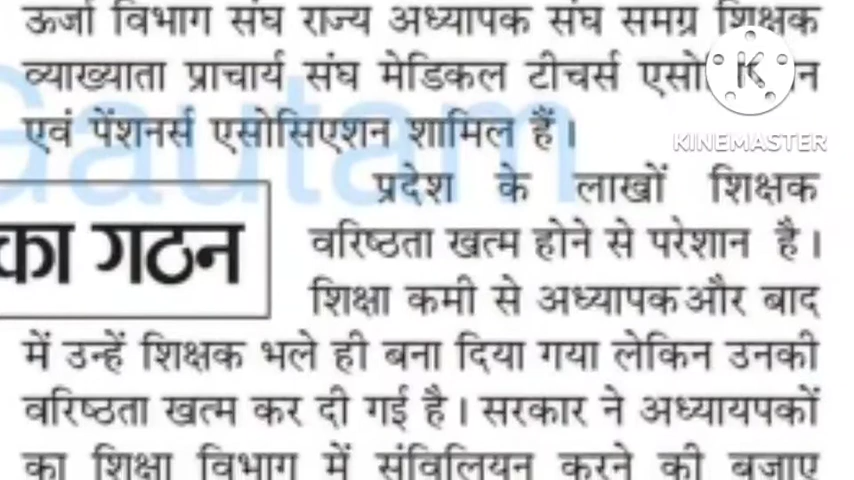 ऊर्जा विभाग संघ राज्य अध्यापक संघ समग्र शिक्षक
व्याख्याता प्राचार्य संघ मेडिकल टीचर्स
K
एवं पेंशनर्स एसोसिएशन शामिल हैं।
KINEMASTER
Gautam
प्रदेश के लाखों शिक्षक
का गठन
वरिष्ठता खत्म होने से परेशान है।
शिक्षा कमी से अध्यापक और बाद
में उन्हें शिक्षक भले ही बना दिया गया लेकिन उनकी
वरिष्ठता खत्म कर दी गई है। सरकार ने अध्यायपकों
का शिक्षा विभाग में संविलियन करने की बजाए